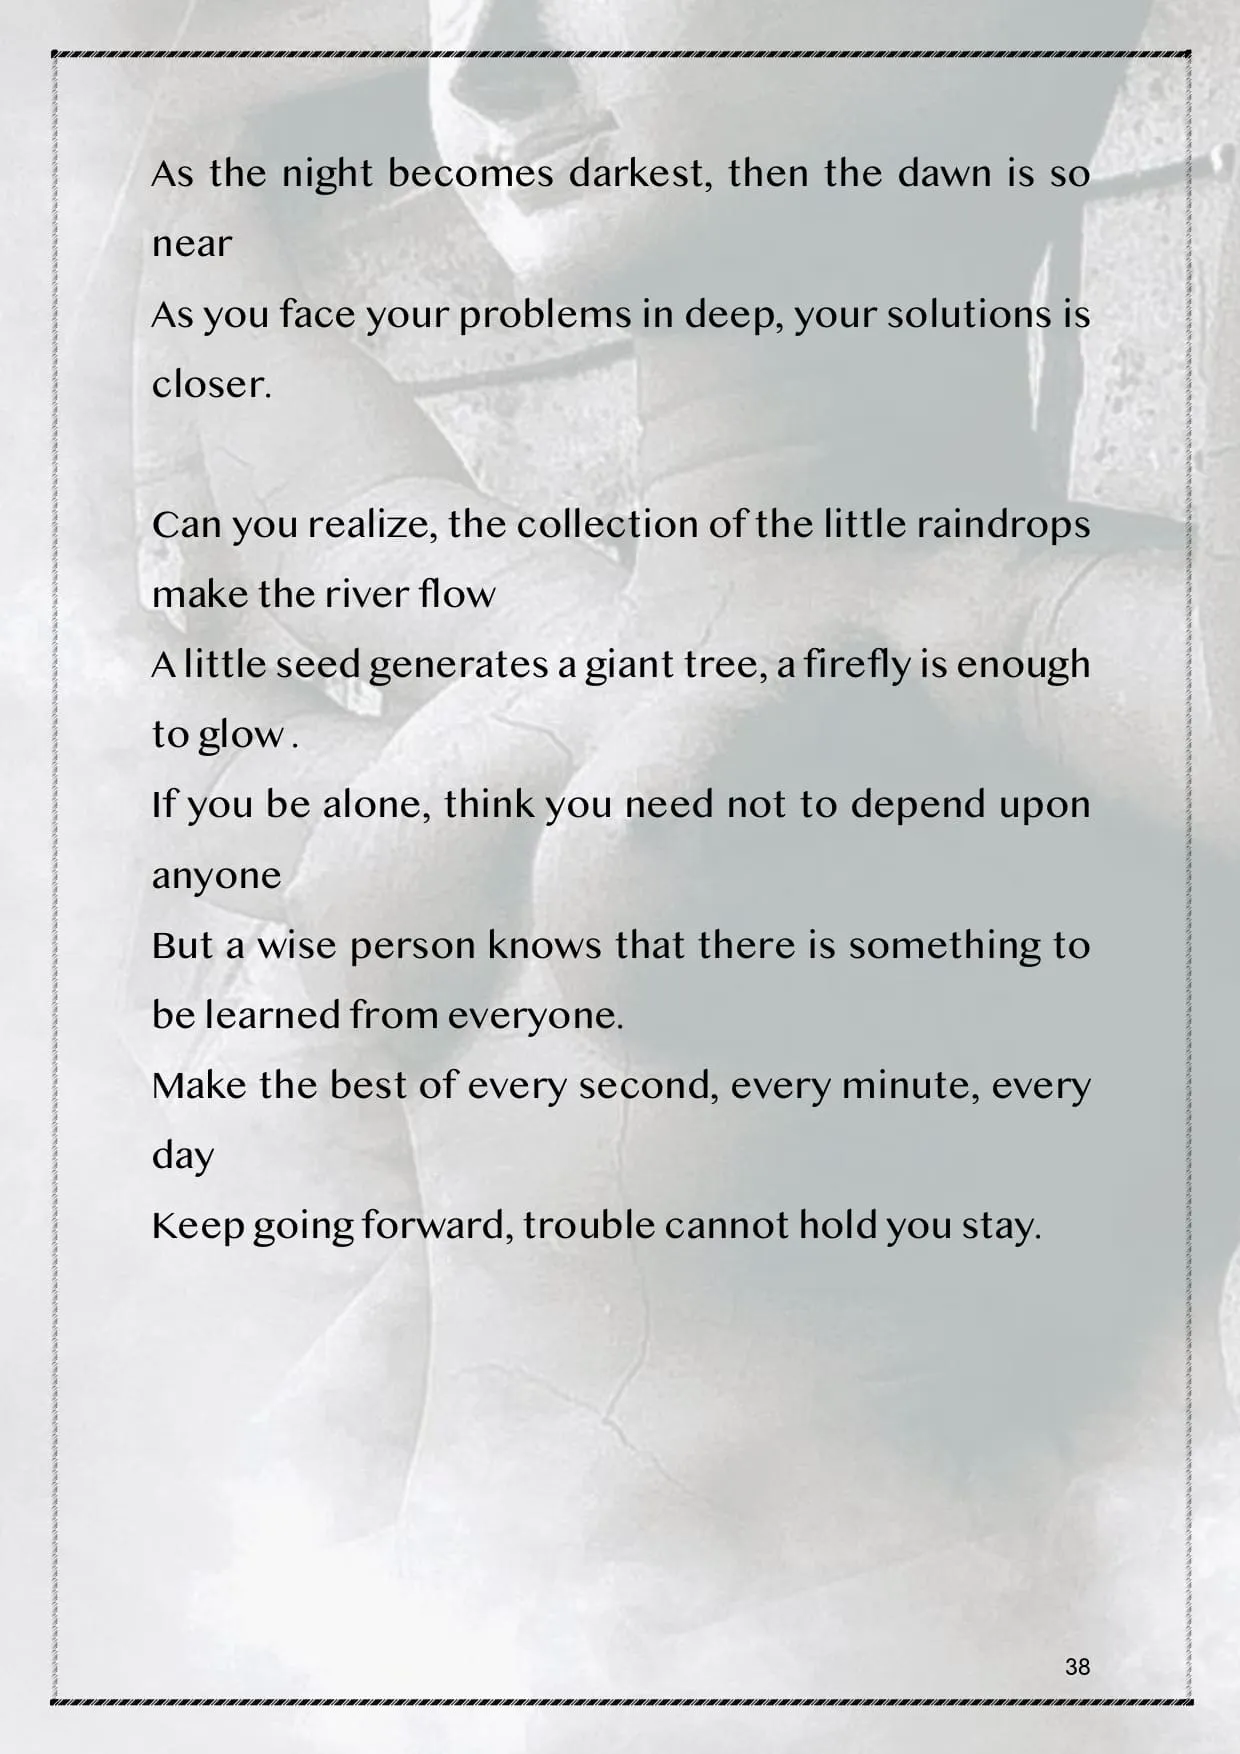 As the night becomes darkest, then the dawn is so
near
As you face your problems in deep, your solutions is
closer.
Can you realize, the collection of the little raindrops
make the river flow
A little seed generates a giant tree, a firefly is enough
to glow .
If you be alone, think you need not to depend upon
anyone
But a wise person knows that there is something to
be learned from everyone.
Make the best of every second, every minute, every
day
Keep going forward, trouble cannot hold you stay.
38